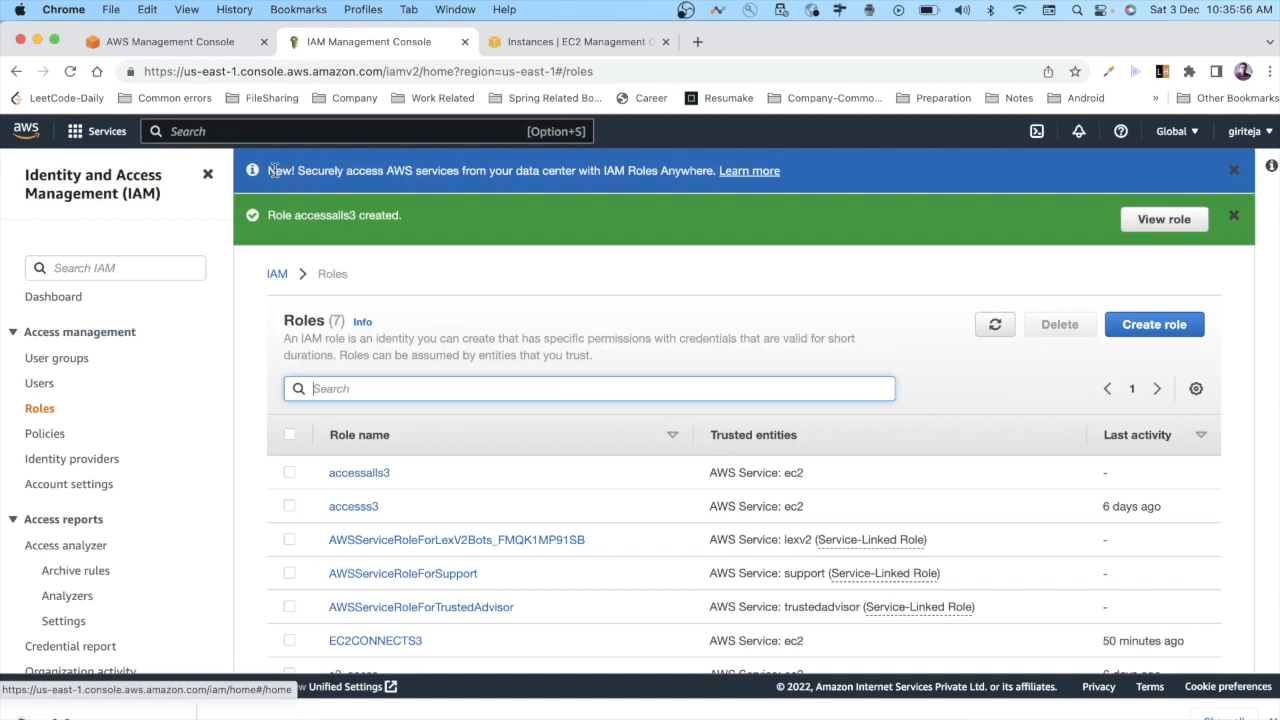 Chrome File Edit View History Bookmarks Profiles Tab Window Help Sat 3 Dec 10:35:56 AM
AWS Management Console IAM Management Console Instances | EC2 Management C
https://us-east-1.console.aws.amazon.com/iamv2/home?region=us-east-1#/roles
LeetCode-Daily Common errors FileSharing Company Work Related Spring Related Bo... Career Resumake Company-Commo... Preparation Notes Android » Other Bookmarks
aws Services Search [Option+S] Global giriteja
Identity and Access
Management (IAM)
New! Securely access AWS services from your data center with IAM Roles Anywhere. Learn more
Role accessalls3 created. View role
Search IAM
Dashboard
Access management
User groups
Users
Roles
Policies
Identity providers
Account settings
Access reports
Access analyzer
Archive rules
Analyzers
Settings
Credential report
Organization activity
IAM > Roles
Roles (7) Info
An IAM role is an identity you can create that has specific permissions with credentials that are valid for short
durations. Roles can be assumed by entities that you trust.
Delete Create role
Search
1
Role name Trusted entities Last activity
accessalls3 AWS Service: ec2 -
accesss3 AWS Service: ec2 6 days ago
AWSServiceRoleForLexV2Bots_FMQK1MP91SB AWS Service: lexv2 (Service-Linked Role) -
AWSServiceRoleForSupport AWS Service: support (Service-Linked Role) -
AWSServiceRoleForTrustedAdvisor AWS Service: trustedadvisor (Service-Linked Role) -
EC2CONNECTS3 AWS Service: ec2 50 minutes ago
https://us-east-1.console.aws.amazon.com/iam/home#/home
Unified Settings © 2022, Amazon Internet Services Private Ltd. or its affiliates. Privacy Terms Cookie preferences